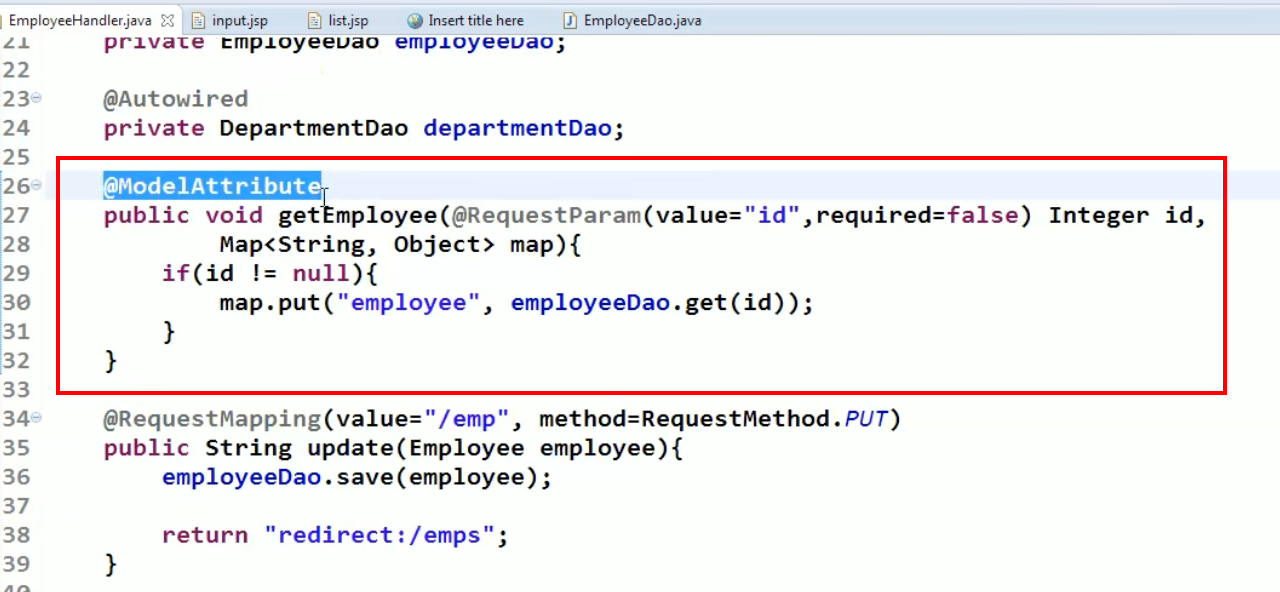 EmployeeHandler.java input.jsp list.jsp Insert title here EmployeeDao.java
21 private EmployeeDao employeeDao;
22
23 @Autowired
24 private DepartmentDao departmentDao;
25
26 @ModelAttribute
27 public void getEmployee(@RequestParam(value="id",required=false) Integer id,
28 Map<String, Object> map){
29 if(id != null){
30 map.put("employee", employeeDao.get(id));
31 }
32 }
33
34 @RequestMapping(value="/emp", method=RequestMethod.PUT)
35 public String update(Employee employee){
36 employeeDao.save(employee);
37
38 return "redirect:/emps";
39 }
40